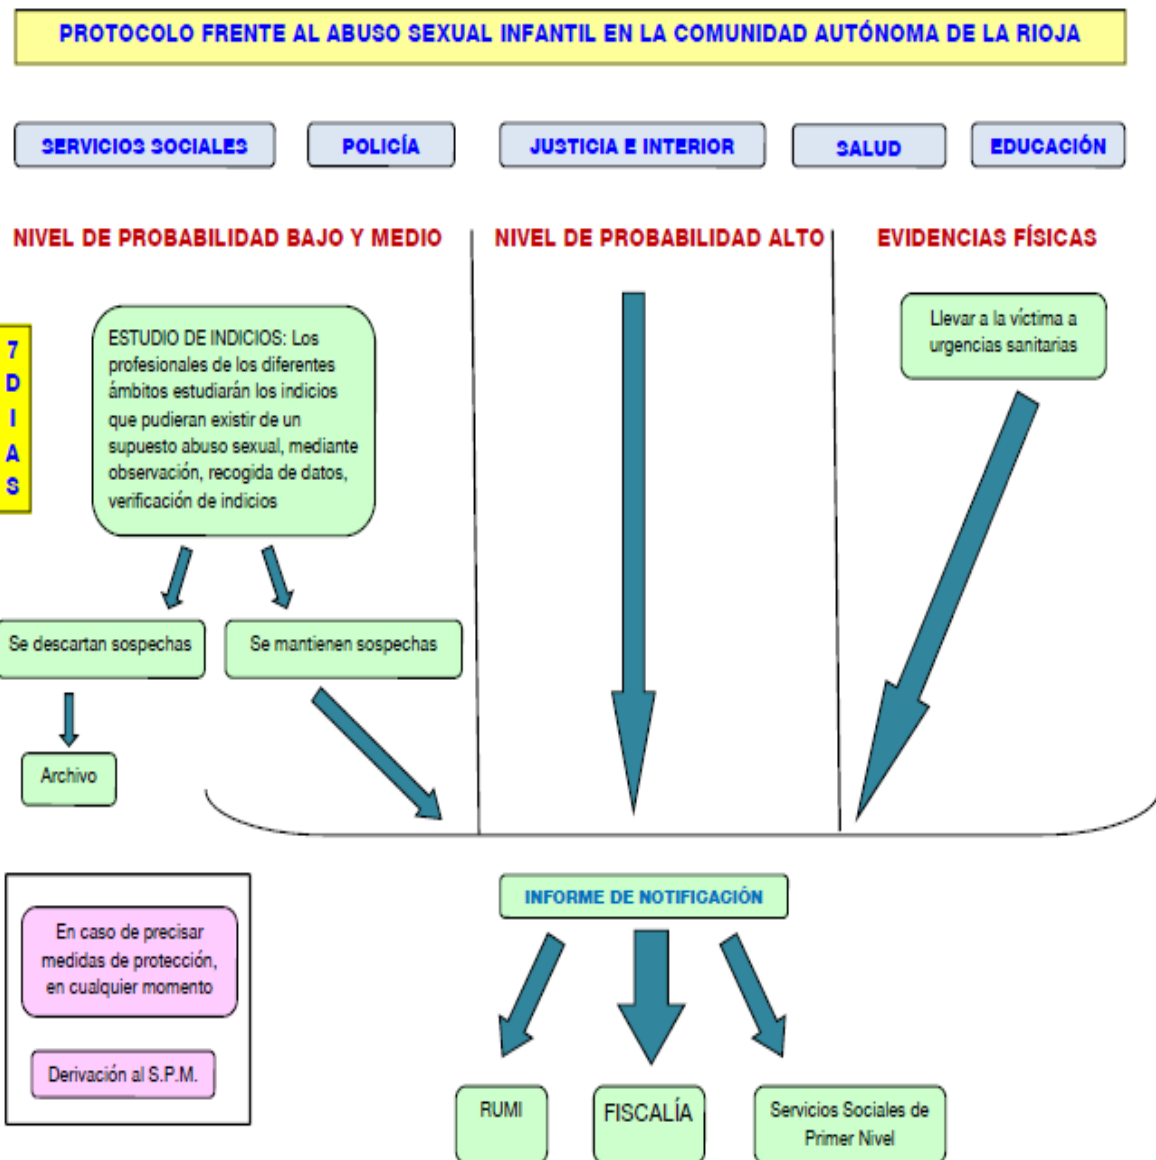 PROTOCOLO FRENTE AL ABUSO SEXUAL INFANTIL EN LA COMUNIDAD AUTÓNOMA DE LA RIOJA
SERVICIOS SOCIALES
POLICÍA
JUSTICIA E INTERIOR
SALUD
EDUCACIÓN
NIVEL DE PROBABILIDAD BAJO Y MEDIO
NIVEL DE PROBABILIDAD ALTO
EVIDENCIAS FÍSICAS
7
D
I
A
S
ESTUDIO DE INDICIOS: Los
profesionales de los diferentes
ámbitos estudiarán los indicios
que pudieran existir de un
supuesto abuso sexual, mediante
observación, recogida de datos,
verificación de indicios
Llevar a la víctima a
urgencias sanitarias
Se descartan sospechas
Se mantienen sospechas
Archivo
INFORME DE NOTIFICACIÓN
En caso de precisar
medidas de protección,
en cualquier momento
Derivación al S.P.M.
RUMI
FISCALÍA
Servicios Sociales de
Primer Nivel